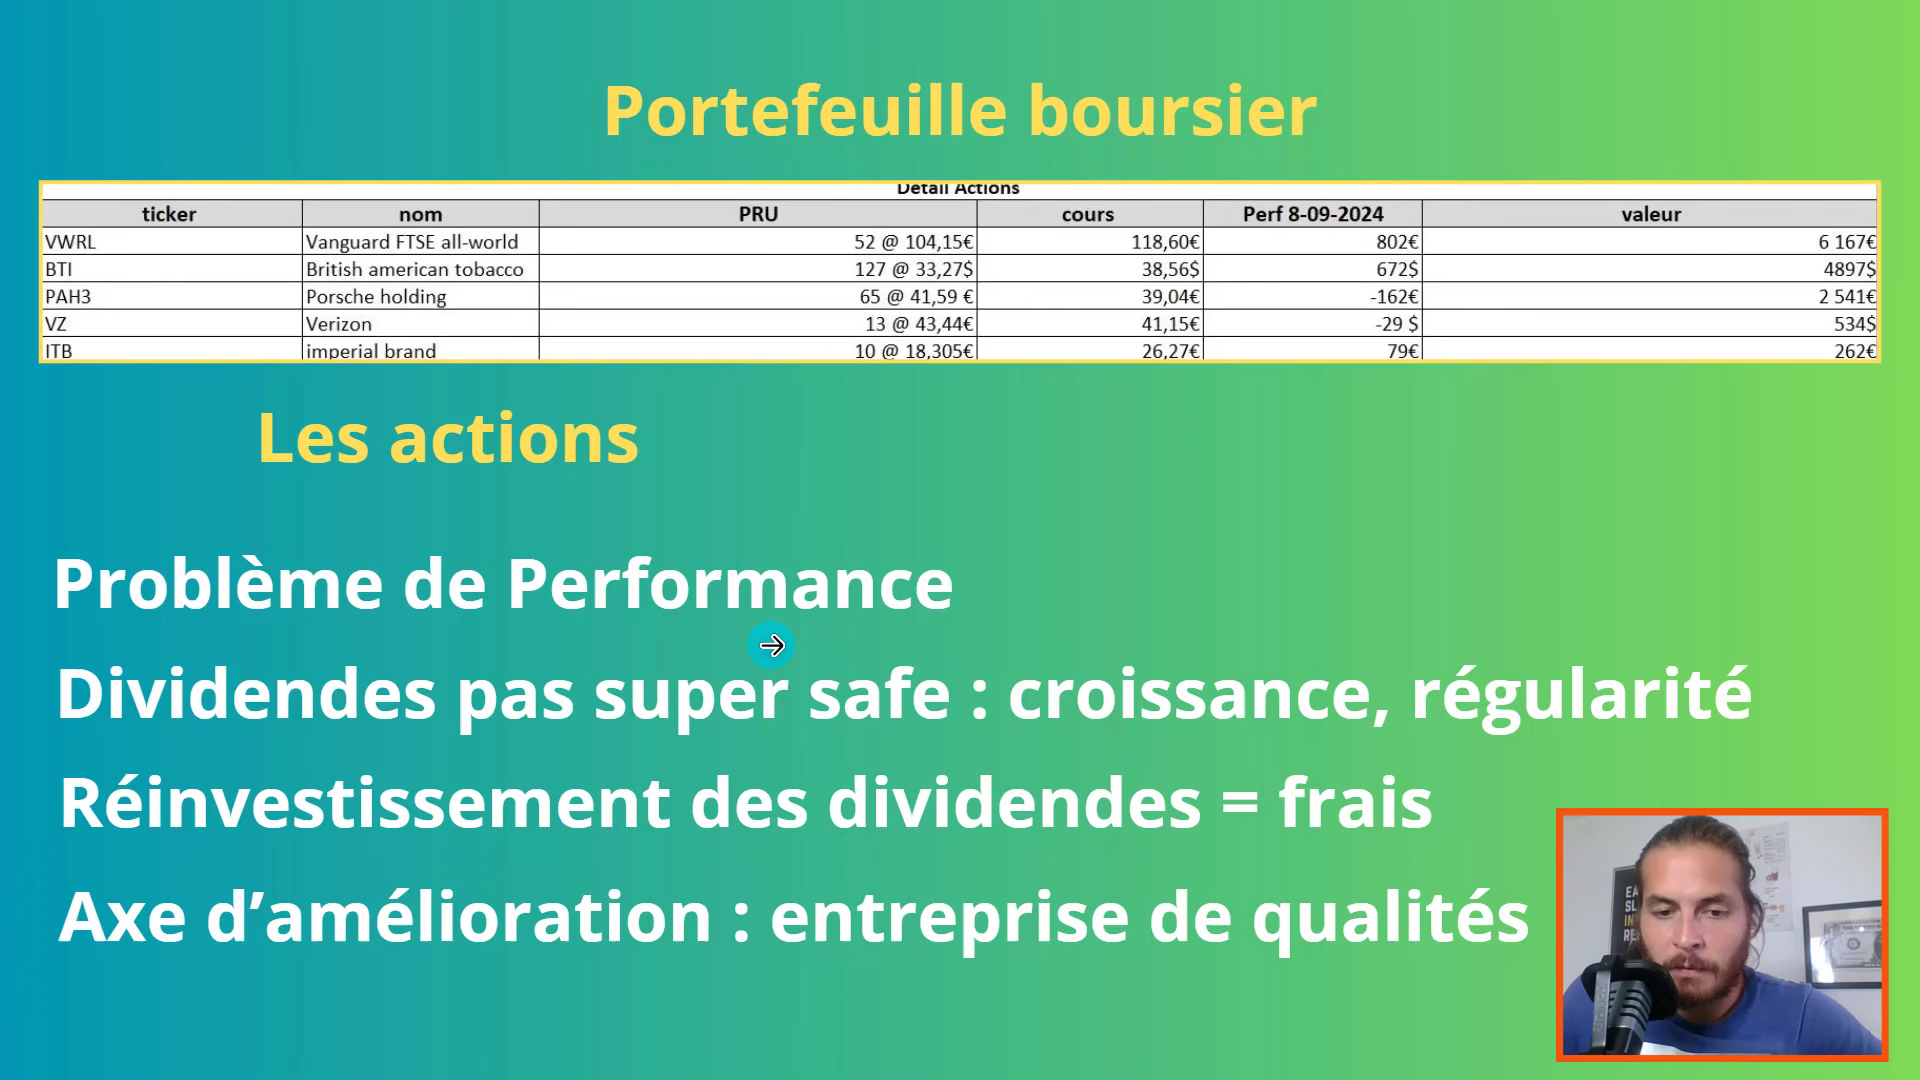 Portefeuille boursier
Detail Actions
ticker nom PRU cours Perf 8-09-2024 valeur
VWRL Vanguard FTSE all-world 52 @ 104,15€ 118,60€ 802€ 6 167€
BTI British american tobacco 127 @ 33,27$ 38,56$ 672$ 4897$
PAH3 Porsche holding 65 @ 41,59 € 39,04€ -162€ 2 541€
VZ Verizon 13 @ 43,44€ 41,15€ -29 $ 534$
ITB imperial brand 10 @ 18,305€ 26,27€ 79€ 262€
Les actions
Problème de Performance
Dividendes pas super safe : croissance, régularité
Réinvestissement des dividendes = frais
Axe d’amélioration : entreprise de qualités